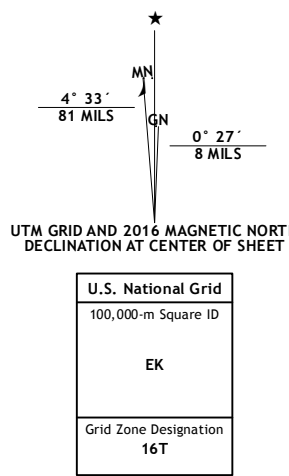 ★
MN
4° 33´
81 MILS
GN
0° 27´
8 MILS
UTM GRID AND 2016 MAGNETIC NORTH
DECLINATION AT CENTER OF SHEET
U.S. National Grid
100,000-m Square ID
EK
Grid Zone Designation
16T